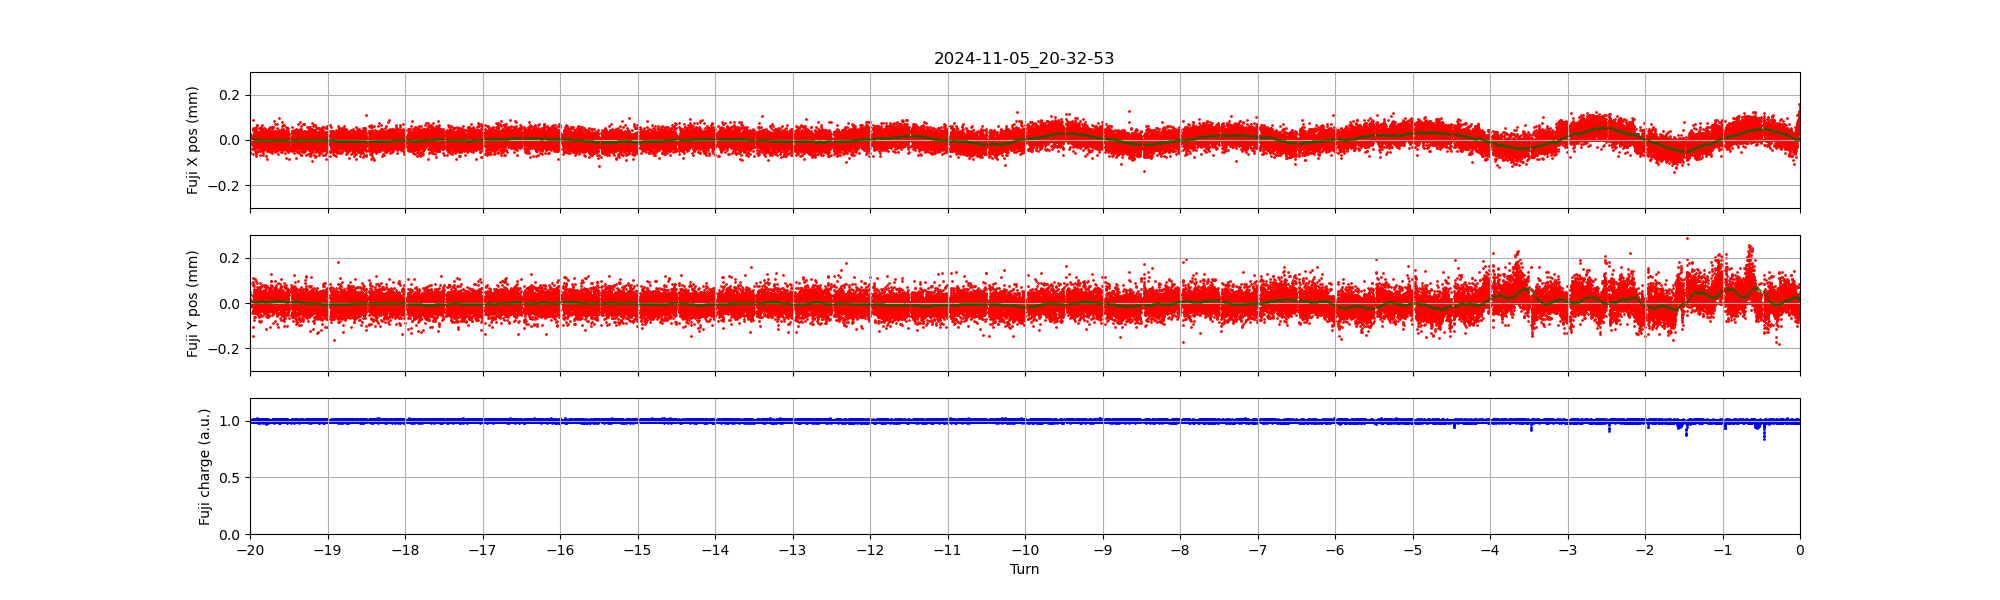 2024-11-05_20-32-53
Fuji X pos (mm)
0.2
0.0
−0.2
Fuji Y pos (mm)
0.2
0.0
−0.2
Fuji charge (a.u.)
1.0
0.5
0.0
−20 −19 −18 −17 −16 −15 −14 −13 −12 −11 −10 −9 −8 −7 −6 −5 −4 −3 −2 −1 0
Turn